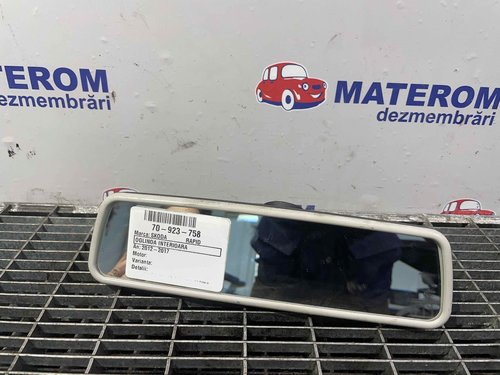 MATEROM
dezmembrări
MATEROM
dezmembrări
70-923-758
Marca: SKODA RAPID
OGLINDA INTERIOARA
An: 2012 - 2017
Motor:
Varianta:
Detalii: